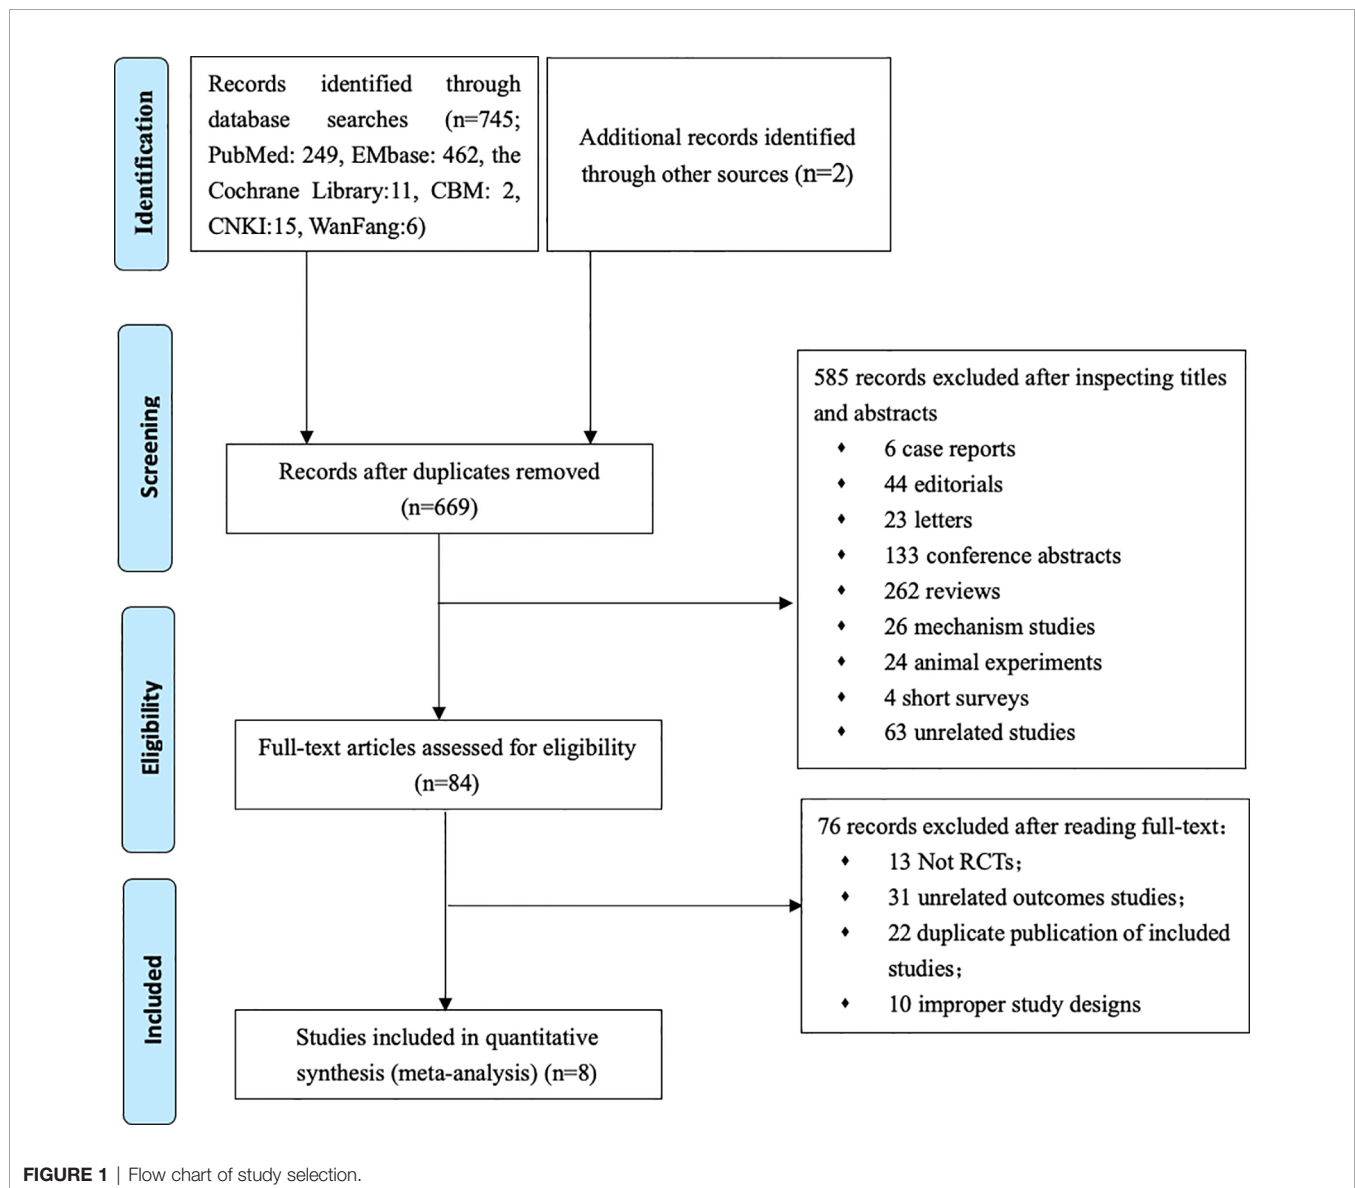 Identification
Records identified through
database searches (n=745;
PubMed: 249, EMbase: 462, the
Cochrane Library:11, CBM: 2,
CNKI:15, WanFang:6)
Additional records identified
through other sources (n=2)
Screening
Records after duplicates removed
(n=669)
585 records excluded after inspecting titles
and abstracts
♦ 6 case reports
♦ 44 editorials
♦ 23 letters
♦ 133 conference abstracts
♦ 262 reviews
♦ 26 mechanism studies
♦ 24 animal experiments
♦ 4 short surveys
♦ 63 unrelated studies
Eligibility
Full-text articles assessed for eligibility
(n=84)
76 records excluded after reading full-text:
♦ 13 Not RCTs;
♦ 31 unrelated outcomes studies;
♦ 22 duplicate publication of included
studies;
♦ 10 improper study designs
Included
Studies included in quantitative
synthesis (meta-analysis) (n=8)
FIGURE 1 | Flow chart of study selection.